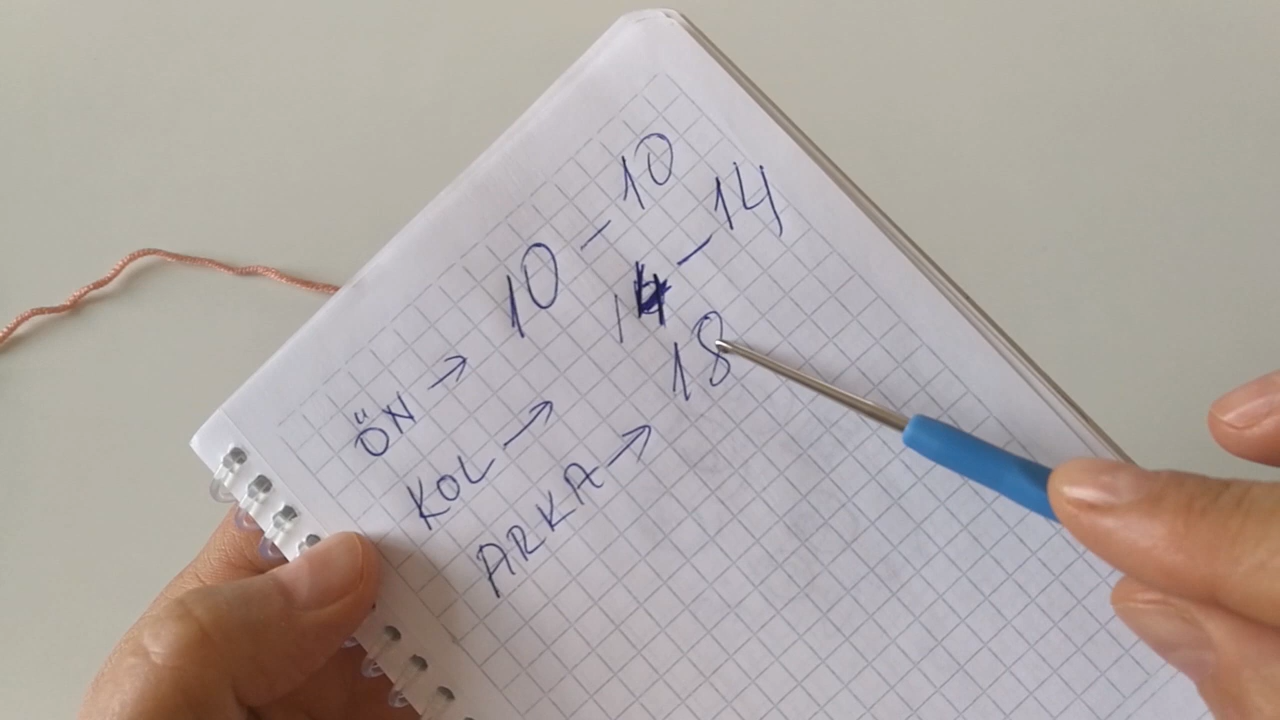 ÖN → 10 - 10
KOL → 14 - 14
ARKA → 18